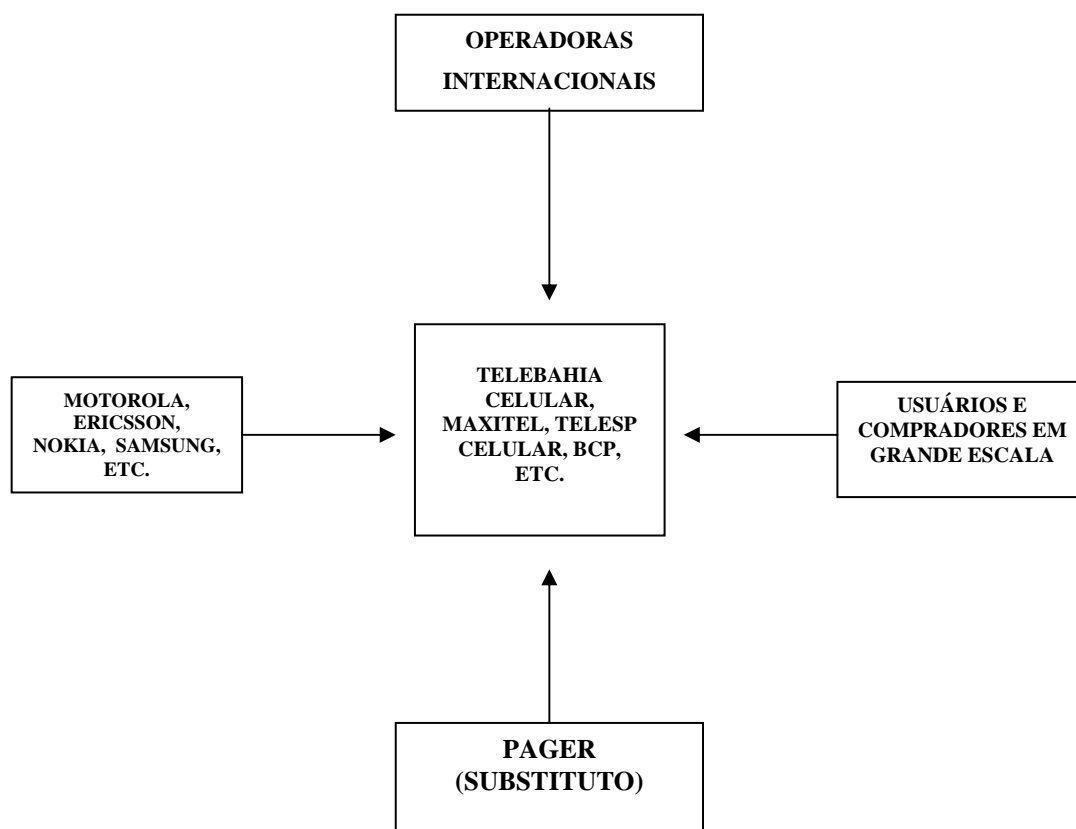 OPERADORAS
INTERNACIONAIS
MOTOROLA,
ERICSSON,
NOKIA, SAMSUNG,
ETC.
TELEBAHIA
CELULAR,
MAXITEL, TELESP
CELULAR, BCP,
ETC.
USUÁRIOS E
COMPRADORES EM
GRANDE ESCALA
PAGER
(SUBSTITUTO)